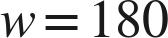 w = 180